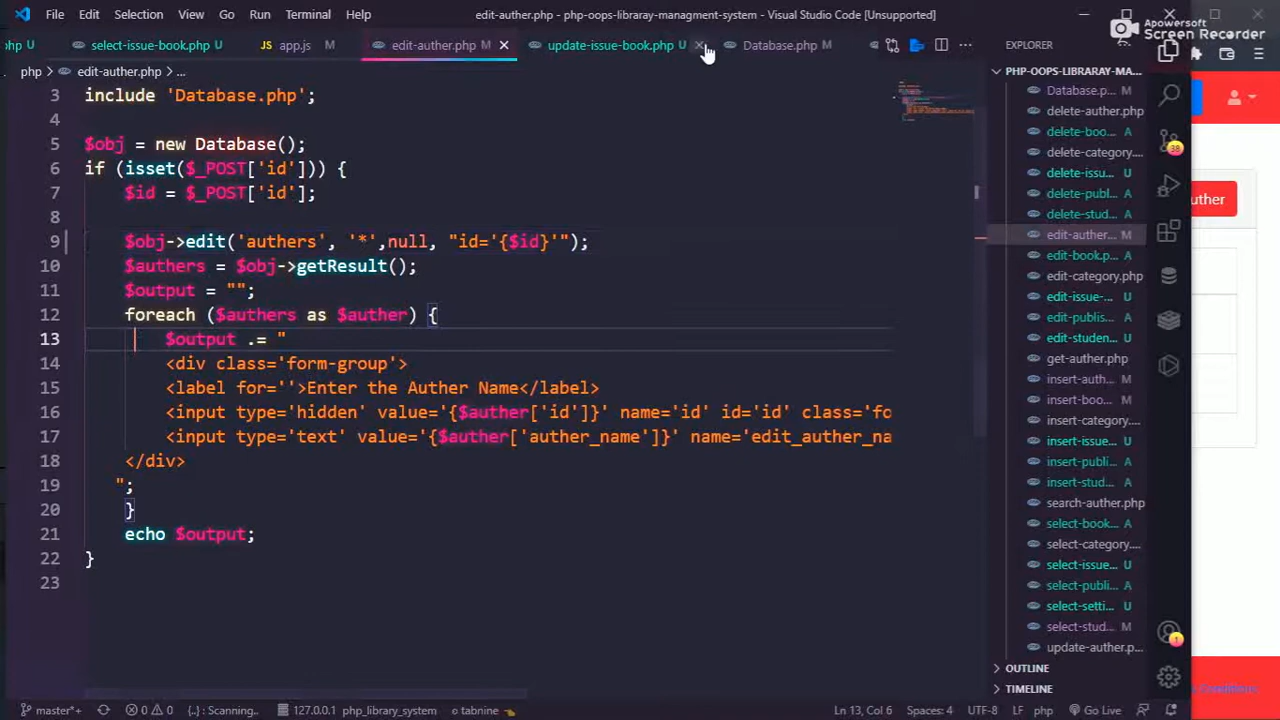 File Edit Selection View Go Run Terminal Help edit-auther.php - php-oops-libraray-managment-system - Visual Studio Code [Unsupported]
Apowersoft
Screen Recorder
php U select-issue-book.php U JS app.js M edit-auther.php M update-issue-book.php U Database.php M
php > edit-auther.php > ...
3 include 'Database.php';
4
5 $obj = new Database();
6 if (isset($_POST['id'])) {
7 $id = $_POST['id'];
8
9 $obj->edit('authers', '*',null, "id='{$id}'");
10 $authers = $obj->getResult();
11 $output = "";
12 foreach ($authers as $auther) {
13 $output .= "
14 <div class='form-group'>
15 <label for=''>Enter the Auther Name</label>
16 <input type='hidden' value='{$auther['id']}' name='id' id='id' class='fo
17 <input type='text' value='{$auther['auther_name']}' name='edit_auther_na
18 </div>
19 ";
20 }
21 echo $output;
22 }
23
EXPLORER
PHP-OOPS-LIBRARAY-MA...
Database.p... M
delete-auther.php
delete-boo... A
delete-category....
delete-issu... U
delete-publ... A
delete-stud... A
edit-auther... M
edit-book.p... A
edit-category.php
edit-issue-... U
edit-publis... A
edit-studen... A
get-auther.php
insert-auth... M
insert-boo... M
insert-category....
insert-issue... U
insert-publi... A
insert-stud... A
search-auther.php
select-book... A
select-category....
select-issue... U
select-publi... A
select-setti... U
select-stud... M
update-auther.p...
OUTLINE
TIMELINE
38
1
uther
master* 0 0 {..} : Scanning.. 127.0.0.1 php_library_system tabnine Ln 13, Col 6 Spaces: 4 UTF-8 LF php Go Live